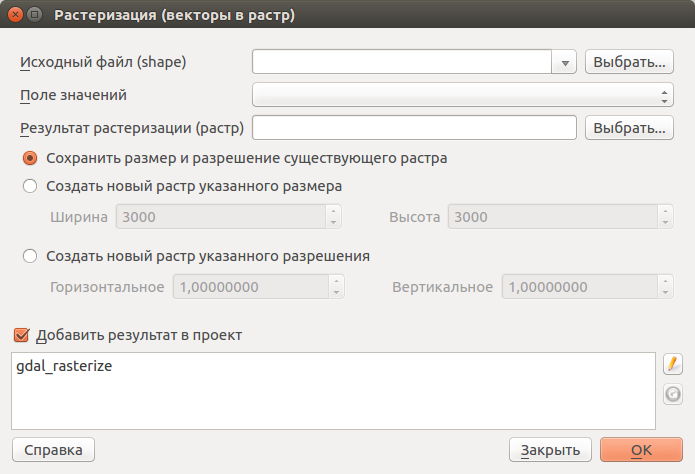 Растеризация (векторы в растр)
Исходный файл (shape) Выбрать...
Поле значений
Результат растеризации (растр) Выбрать...
Сохранить размер и разрешение существующего растра
Создать новый растр указанного размера
Ширина 3000 Высота 3000
Создать новый растр указанного разрешения
Горизонтальное 1,00000000 Вертикальное 1,00000000
Добавить результат в проект
gdal_rasterize
Справка Закрыть OK